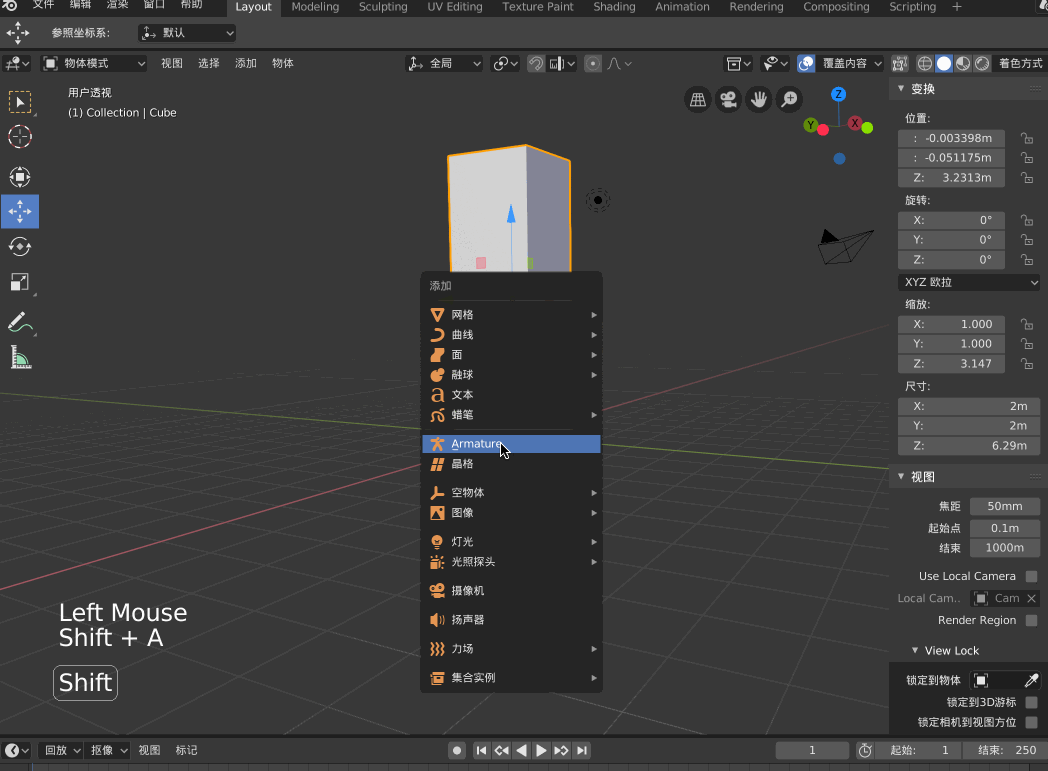 文件 编辑 渲染 窗口 帮助 Layout Modeling Sculpting UV Editing Texture Paint Shading Animation Rendering Compositing Scripting +
参照坐标系: 默认
物体模式 视图 选择 添加 物体 全局 覆盖内容 着色方式
用户透视
(1) Collection | Cube
Z
Y
X
变换
位置:
: -0.003398m
: -0.051175m
Z: 3.2313m
旋转:
X: 0°
Y: 0°
Z: 0°
XYZ 欧拉
缩放:
X: 1.000
Y: 1.000
Z: 3.147
尺寸:
X: 2m
Y: 2m
Z: 6.29m
视图
焦距 50mm
起始点 0.1m
结束 1000m
Use Local Camera
Local Cam.. Cam
Render Region
View Lock
锁定到物体
锁定到3D游标
锁定相机到视图方位
添加
网格
曲线
面
融球
文本
蜡笔
Armature
晶格
空物体
图像
灯光
光照探头
摄像机
扬声器
力场
集合实例
Left Mouse
Shift + A
Shift
回放 抠像 视图 标记 1 起始: 1 结束: 250